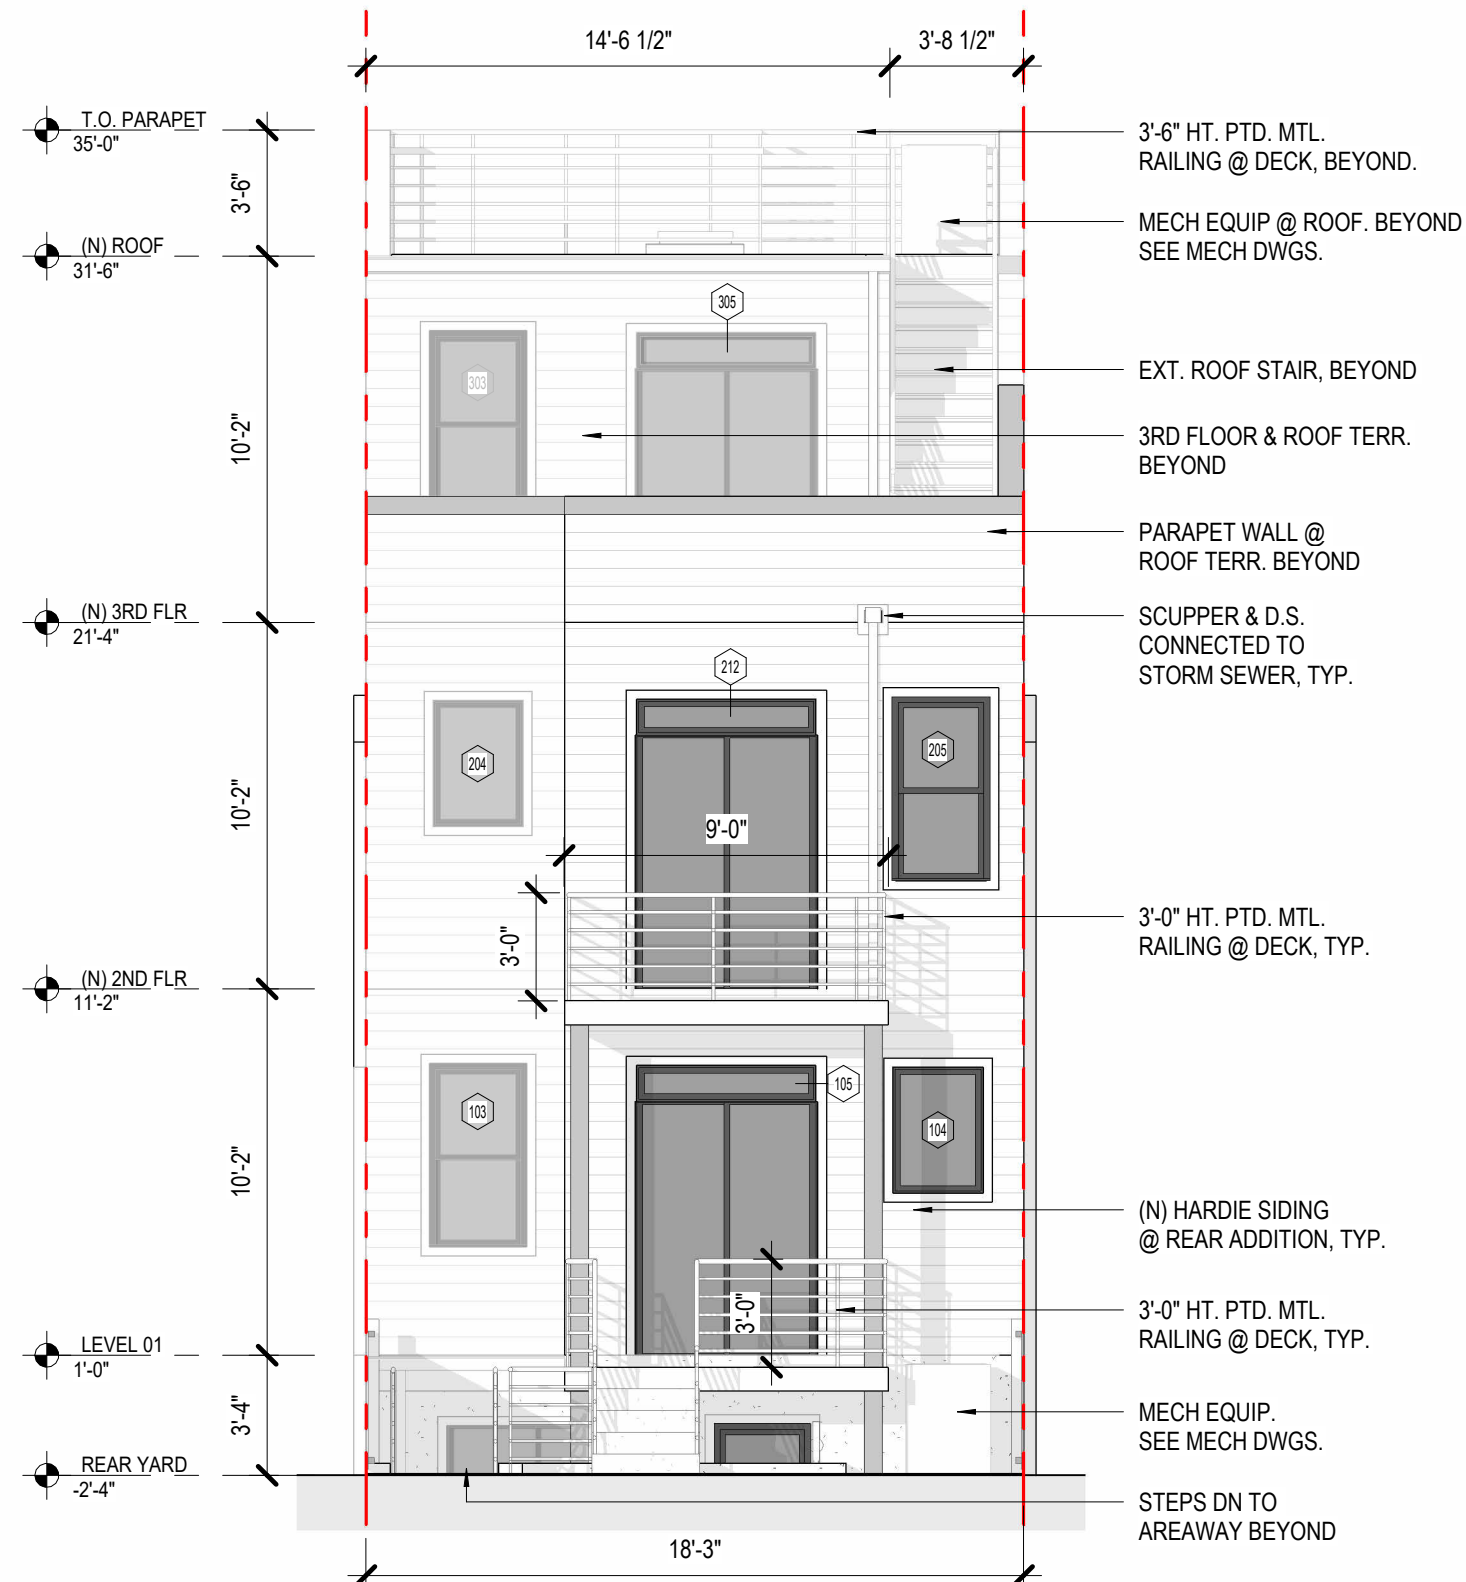 14'-6 1/2"
3'-8 1/2"
T.O. PARAPET
35'-0"
3'-6"
3'-6" HT. PTD. MTL.
RAILING @ DECK, BEYOND.
MECH EQUIP @ ROOF. BEYOND
SEE MECH DWGS.
(N) ROOF
31'-6"
305
303
EXT. ROOF STAIR, BEYOND
10'-2"
3RD FLOOR & ROOF TERR.
BEYOND
PARAPET WALL @
ROOF TERR. BEYOND
(N) 3RD FLR
21'-4"
SCUPPER & D.S.
CONNECTED TO
STORM SEWER, TYP.
212
204
205
10'-2"
9'-0"
3'-0"
3'-0" HT. PTD. MTL.
RAILING @ DECK, TYP.
(N) 2ND FLR
11'-2"
105
103
104
10'-2"
(N) HARDIE SIDING
@ REAR ADDITION, TYP.
3'-0"
3'-0" HT. PTD. MTL.
RAILING @ DECK, TYP.
LEVEL 01
1'-0"
3'-4"
MECH EQUIP.
SEE MECH DWGS.
REAR YARD
-2'-4"
STEPS DN TO
AREAWAY BEYOND
18'-3"